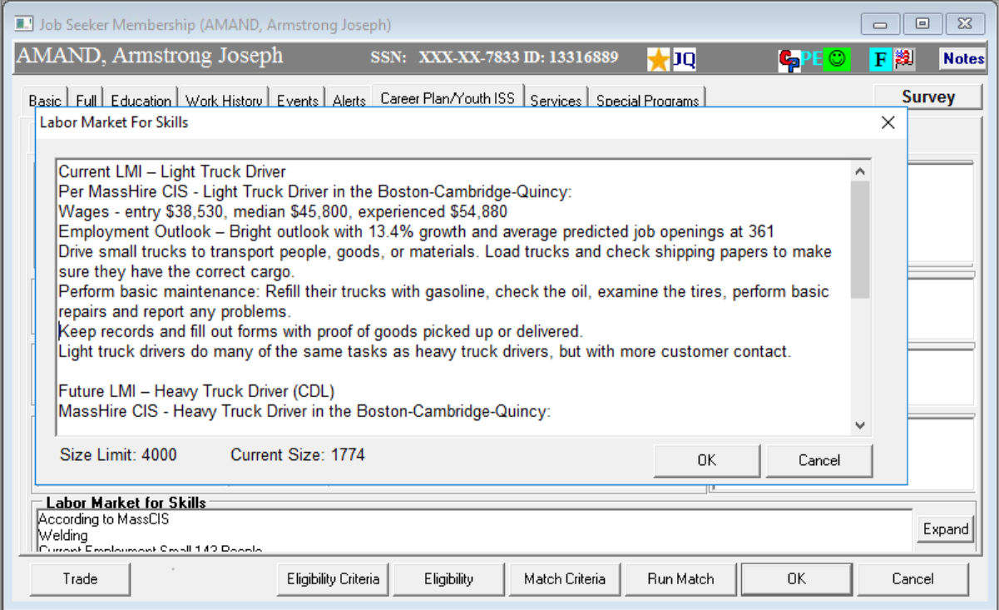 Job Seeker Membership (AMAND, Armstrong Joseph)
AMAND, Armstrong Joseph SSN: XXX-XX-7833 ID: 13316889 JQ CP PE F Notes
Basic Full Education Work History Events Alerts Career Plan/Youth ISS Services Special Programs Survey
Labor Market For Skills
Current LMI – Light Truck Driver
Per MassHire CIS - Light Truck Driver in the Boston-Cambridge-Quincy:
Wages - entry $38,530, median $45,800, experienced $54,880
Employment Outlook – Bright outlook with 13.4% growth and average predicted job openings at 361
Drive small trucks to transport people, goods, or materials. Load trucks and check shipping papers to make
sure they have the correct cargo.
Perform basic maintenance: Refill their trucks with gasoline, check the oil, examine the tires, perform basic
repairs and report any problems.
Keep records and fill out forms with proof of goods picked up or delivered.
Light truck drivers do many of the same tasks as heavy truck drivers, but with more customer contact.
Future LMI – Heavy Truck Driver (CDL)
MassHire CIS - Heavy Truck Driver in the Boston-Cambridge-Quincy:
Size Limit: 4000 Current Size: 1774 OK Cancel
Labor Market for Skills
According to MassCIS
Welding
Current Employment Small 142 People
Expand
Trade Eligibility Criteria Eligibility Match Criteria Run Match OK Cancel